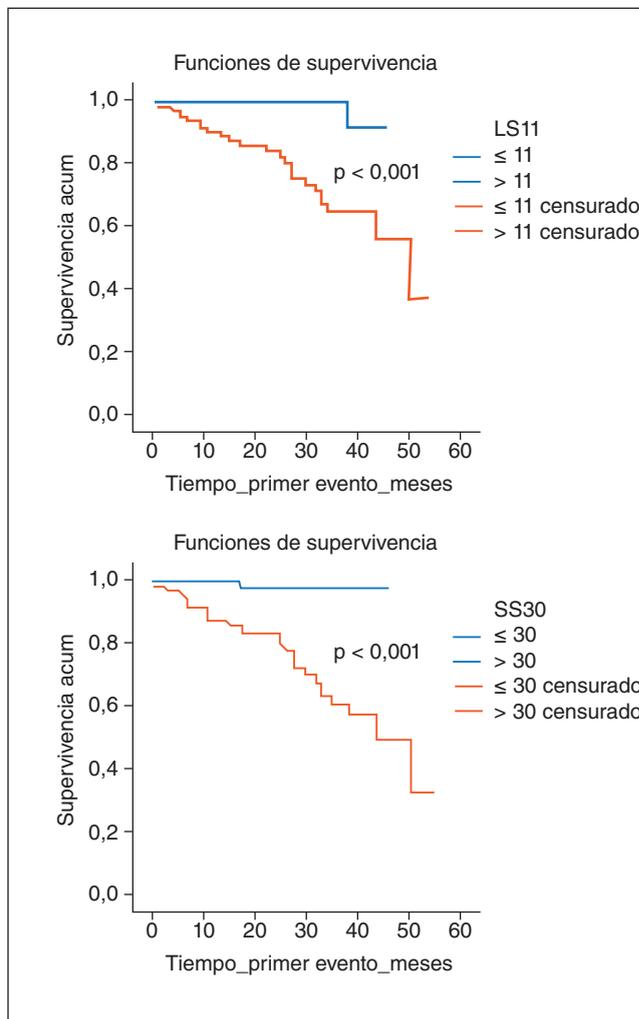 Funciones de supervivencia
1,0
0,8
0,6
0,4
0,2
0,0
Supervivencia acum
p < 0,001
LS11
≤ 11
> 11
≤ 11 censurado
> 11 censurado
0 10 20 30 40 50 60
Tiempo_primer evento_meses
Funciones de supervivencia
1,0
0,8
0,6
0,4
0,2
0,0
Supervivencia acum
p < 0,001
SS30
≤ 30
> 30
≤ 30 censurado
> 30 censurado
0 10 20 30 40 50 60
Tiempo_primer evento_meses